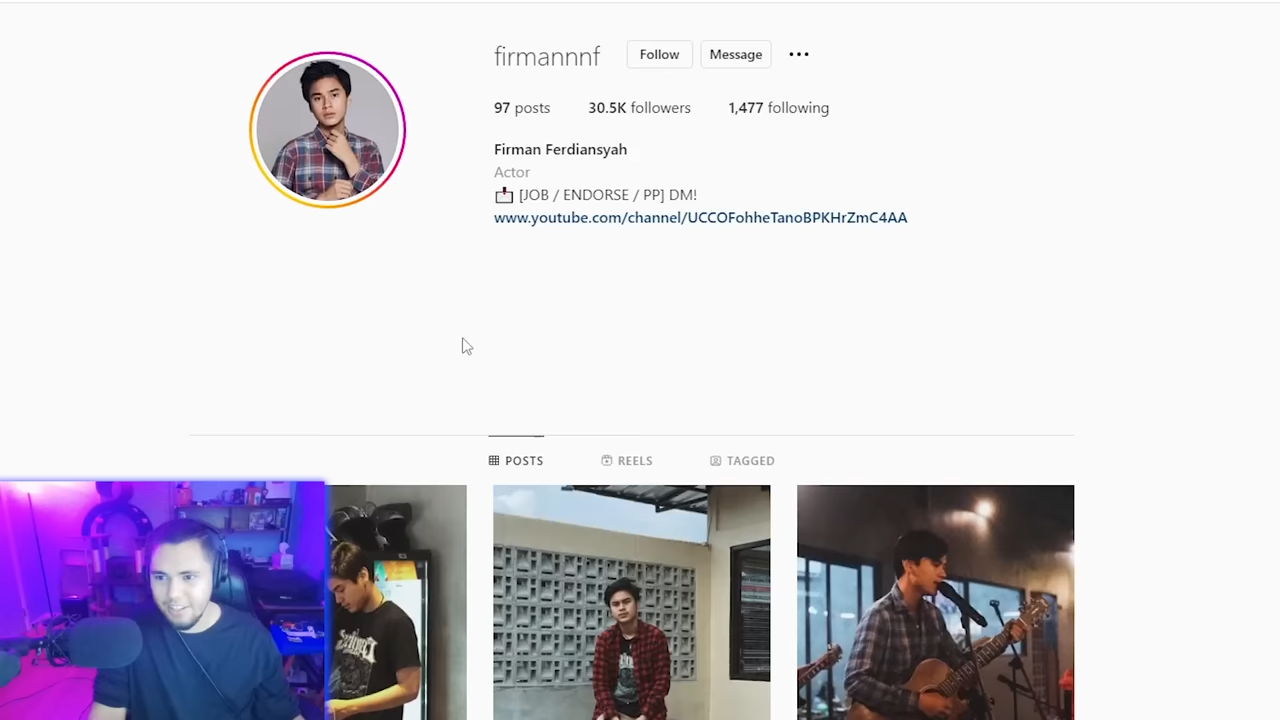 firmannnf Follow Message
97 posts 30.5K followers 1,477 following
Firman Ferdiansyah
Actor
[JOB / ENDORSE / PP] DM!
www.youtube.com/channel/UCCOFohheTanoBPKHrZmC4AA
POSTS REELS TAGGED